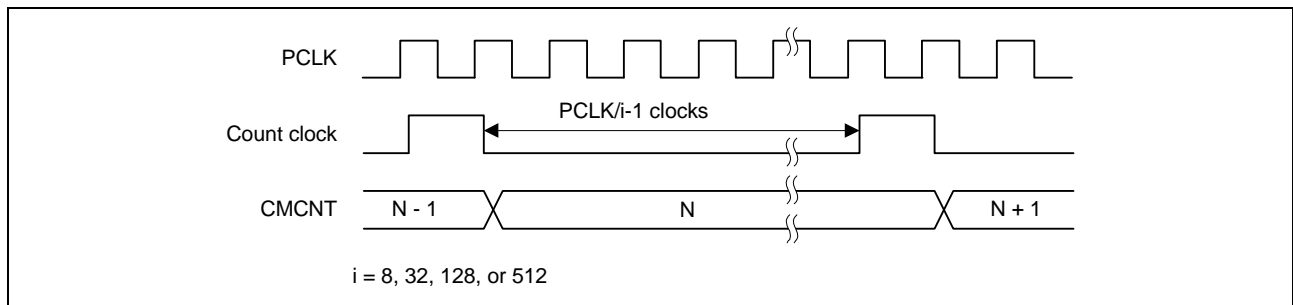 PCLK
PCLK/i-1 clocks
Count clock
CMCNT
N - 1
N
N + 1
i = 8, 32, 128, or 512